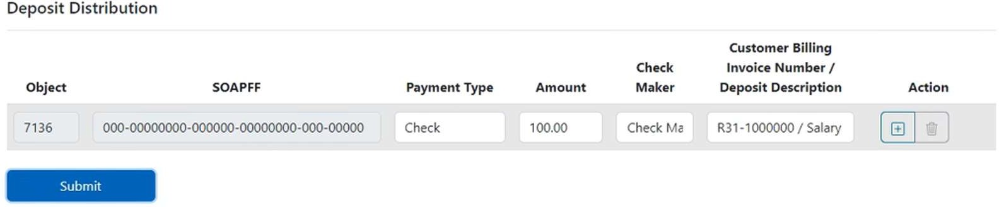 Deposit Distribution
Customer Billing
Check Invoice Number /
Object SOAPFF Payment Type Amount Maker Deposit Description Action
7136 000-00000000-000000-00000000-000-00000 Check 100.00 Check Ma R31-1000000 / Salary
Submit